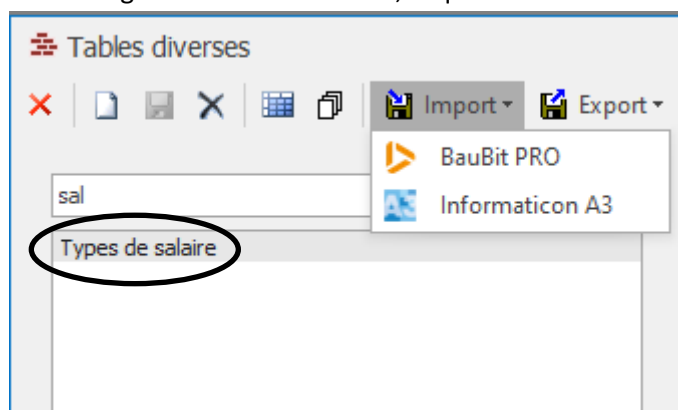 Tables diverses
Import Export
BauBit PRO
sal
Informaticon A3
Types de salaire